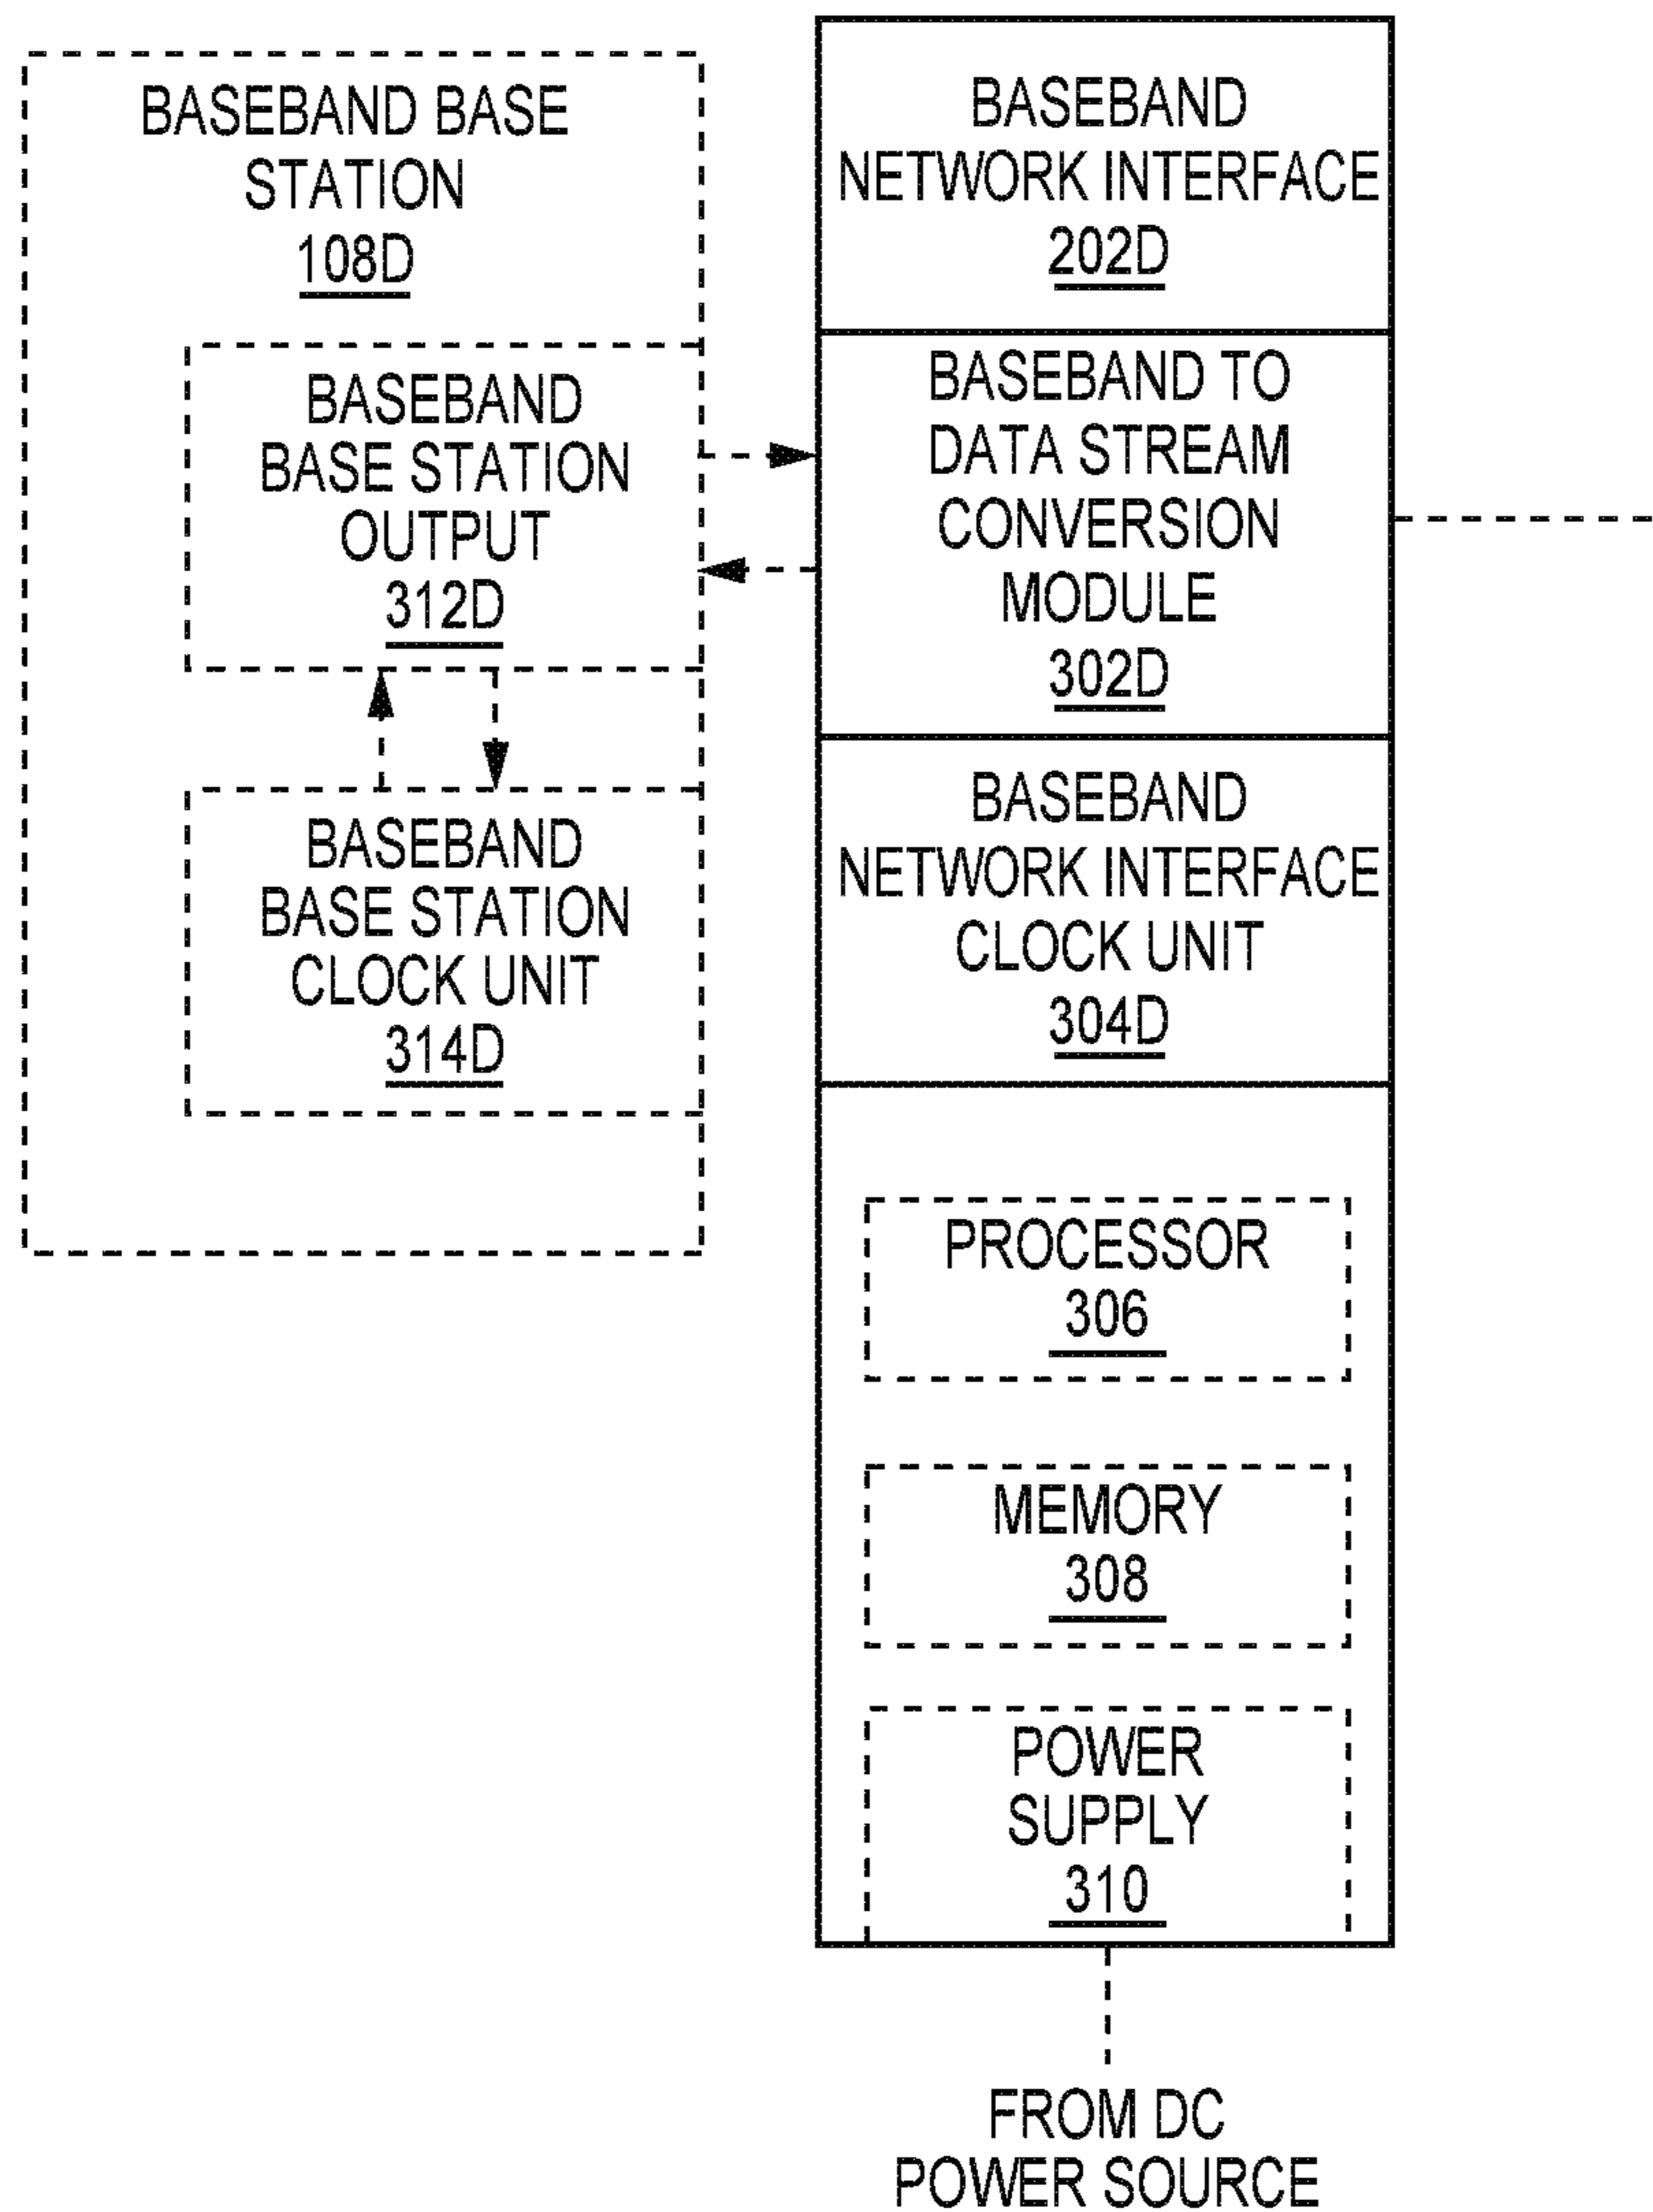 BASEBAND BASE
STATION
108D
BASEBAND
BASE STATION
OUTPUT
312D
BASEBAND
BASE STATION
CLOCK UNIT
314D
BASEBAND
NETWORK INTERFACE
202D
BASEBAND TO
DATA STREAM
CONVERSION
MODULE
302D
BASEBAND
NETWORK INTERFACE
CLOCK UNIT
304D
PROCESSOR
306
MEMORY
308
POWER
SUPPLY
310
FROM DC
POWER SOURCE